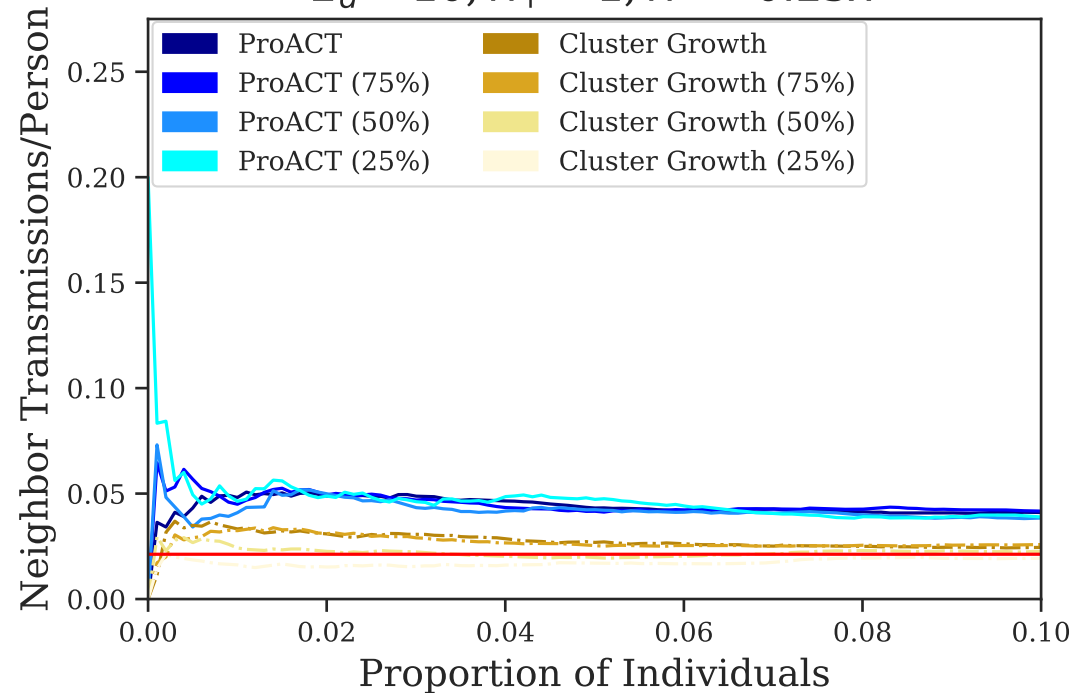 Neighbor Transmissions/Person
0.25
0.20
0.15
0.10
0.05
0.00
ProACT
ProACT (75%)
ProACT (50%)
ProACT (25%)
Cluster Growth
Cluster Growth (75%)
Cluster Growth (50%)
Cluster Growth (25%)
0.00 0.02 0.04 0.06 0.08 0.10
Proportion of Individuals